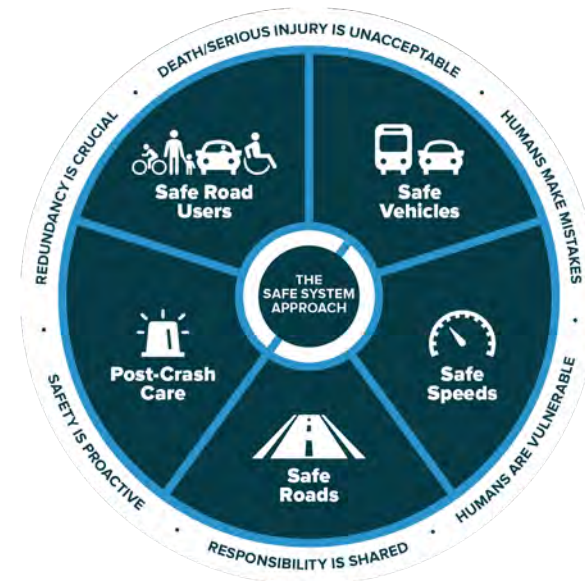 DEATH/SERIOUS INJURY IS UNACCEPTABLE
HUMANS MAKE MISTAKES
HUMANS ARE VULNERABLE
RESPONSIBILITY IS SHARED
SAFETY IS PROACTIVE
REDUNDANCY IS CRUCIAL
Safe Road
Users
Safe
Vehicles
Safe
Speeds
Safe
Roads
Post-Crash
Care
THE
SAFE SYSTEM
APPROACH